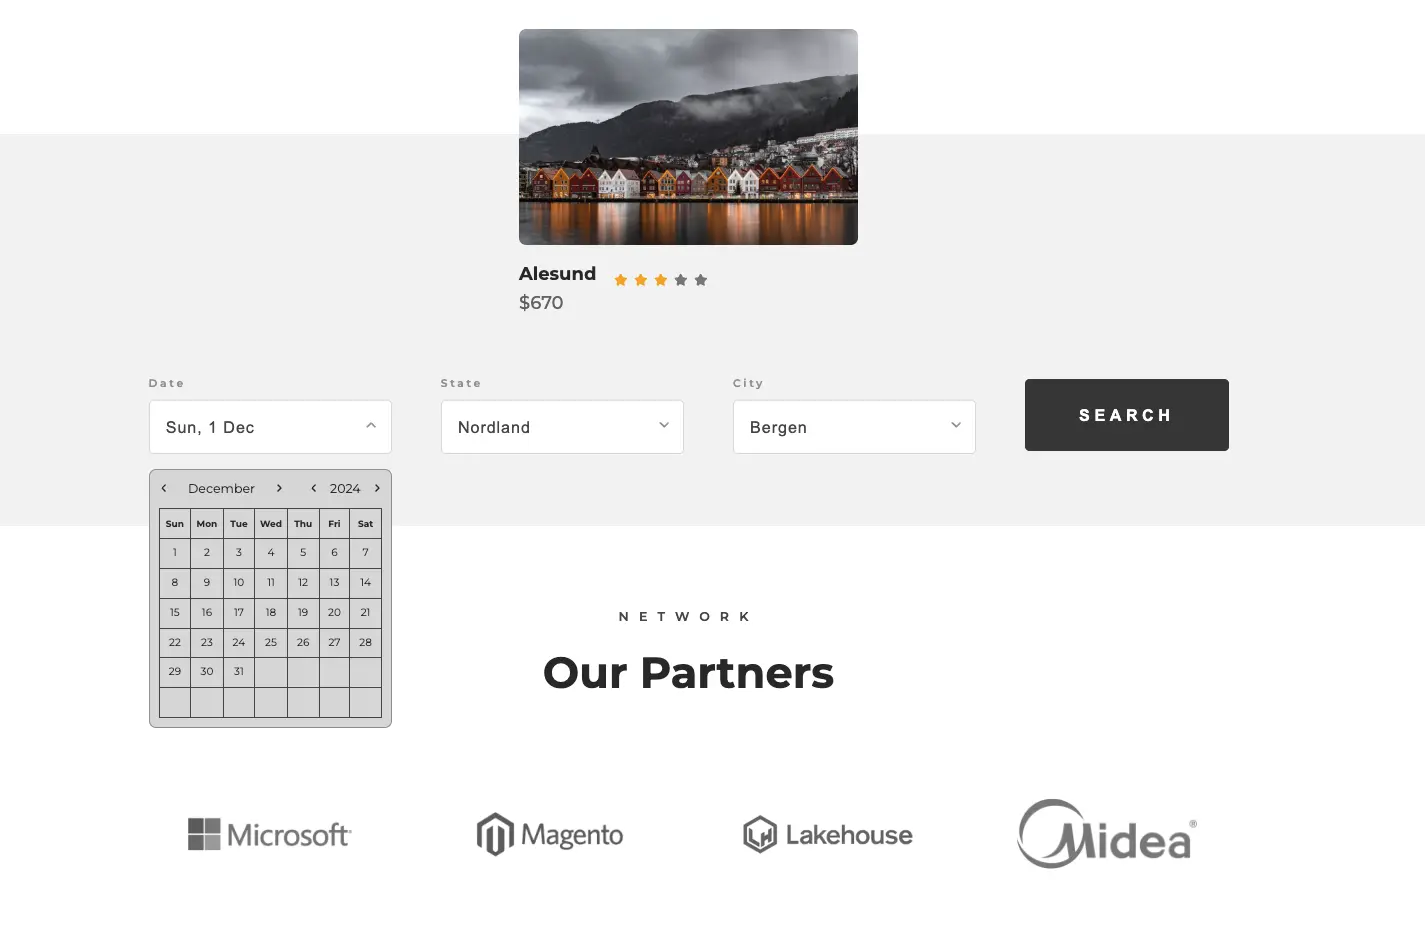 Alesund
$670
Date
Sun, 1 Dec
State
Nordland
City
Bergen
SEARCH
December 2024
Sun Mon Tue Wed Thu Fri Sat
1 2 3 4 5 6 7
8 9 10 11 12 13 14
15 16 17 18 19 20 21
22 23 24 25 26 27 28
29 30 31
NETWORK
Our Partners
Microsoft
Magento
Lakehouse
Midea®